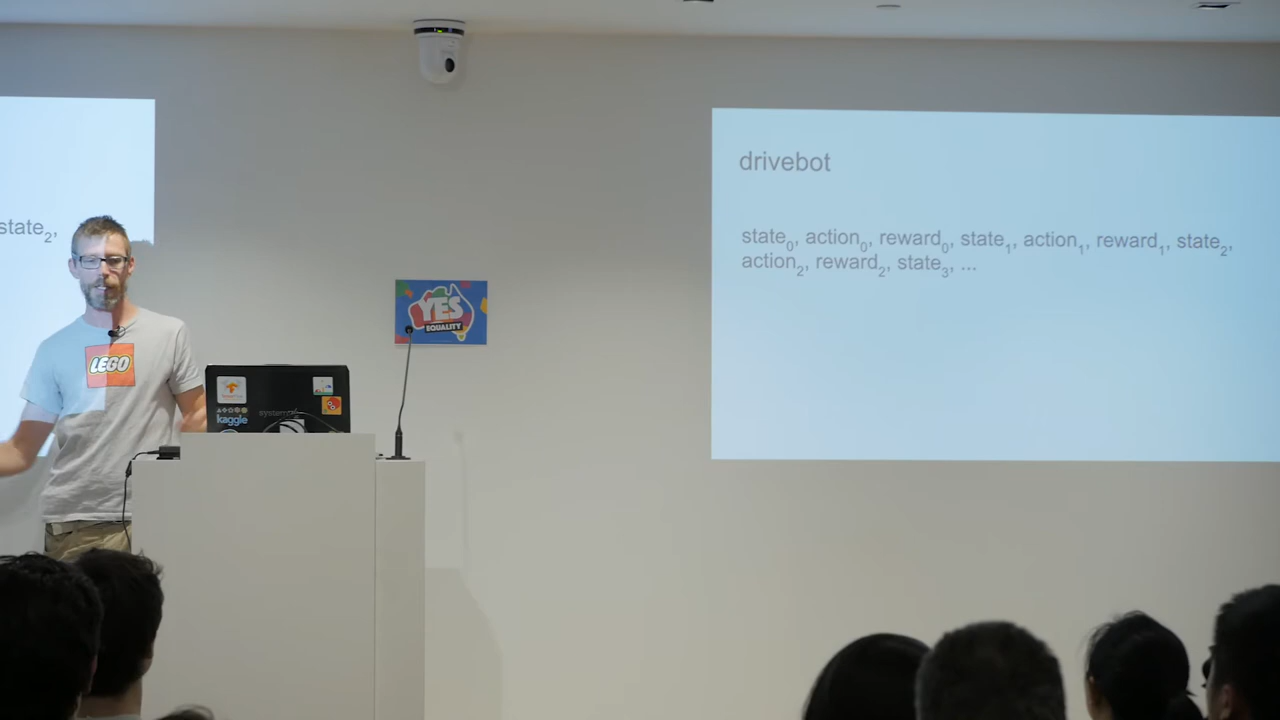 state2,
LEGO
kaggle
YES
EQUALITY
drivebot
state0, action0, reward0, state1, action1, reward1, state2,
action2, reward2, state3, ...